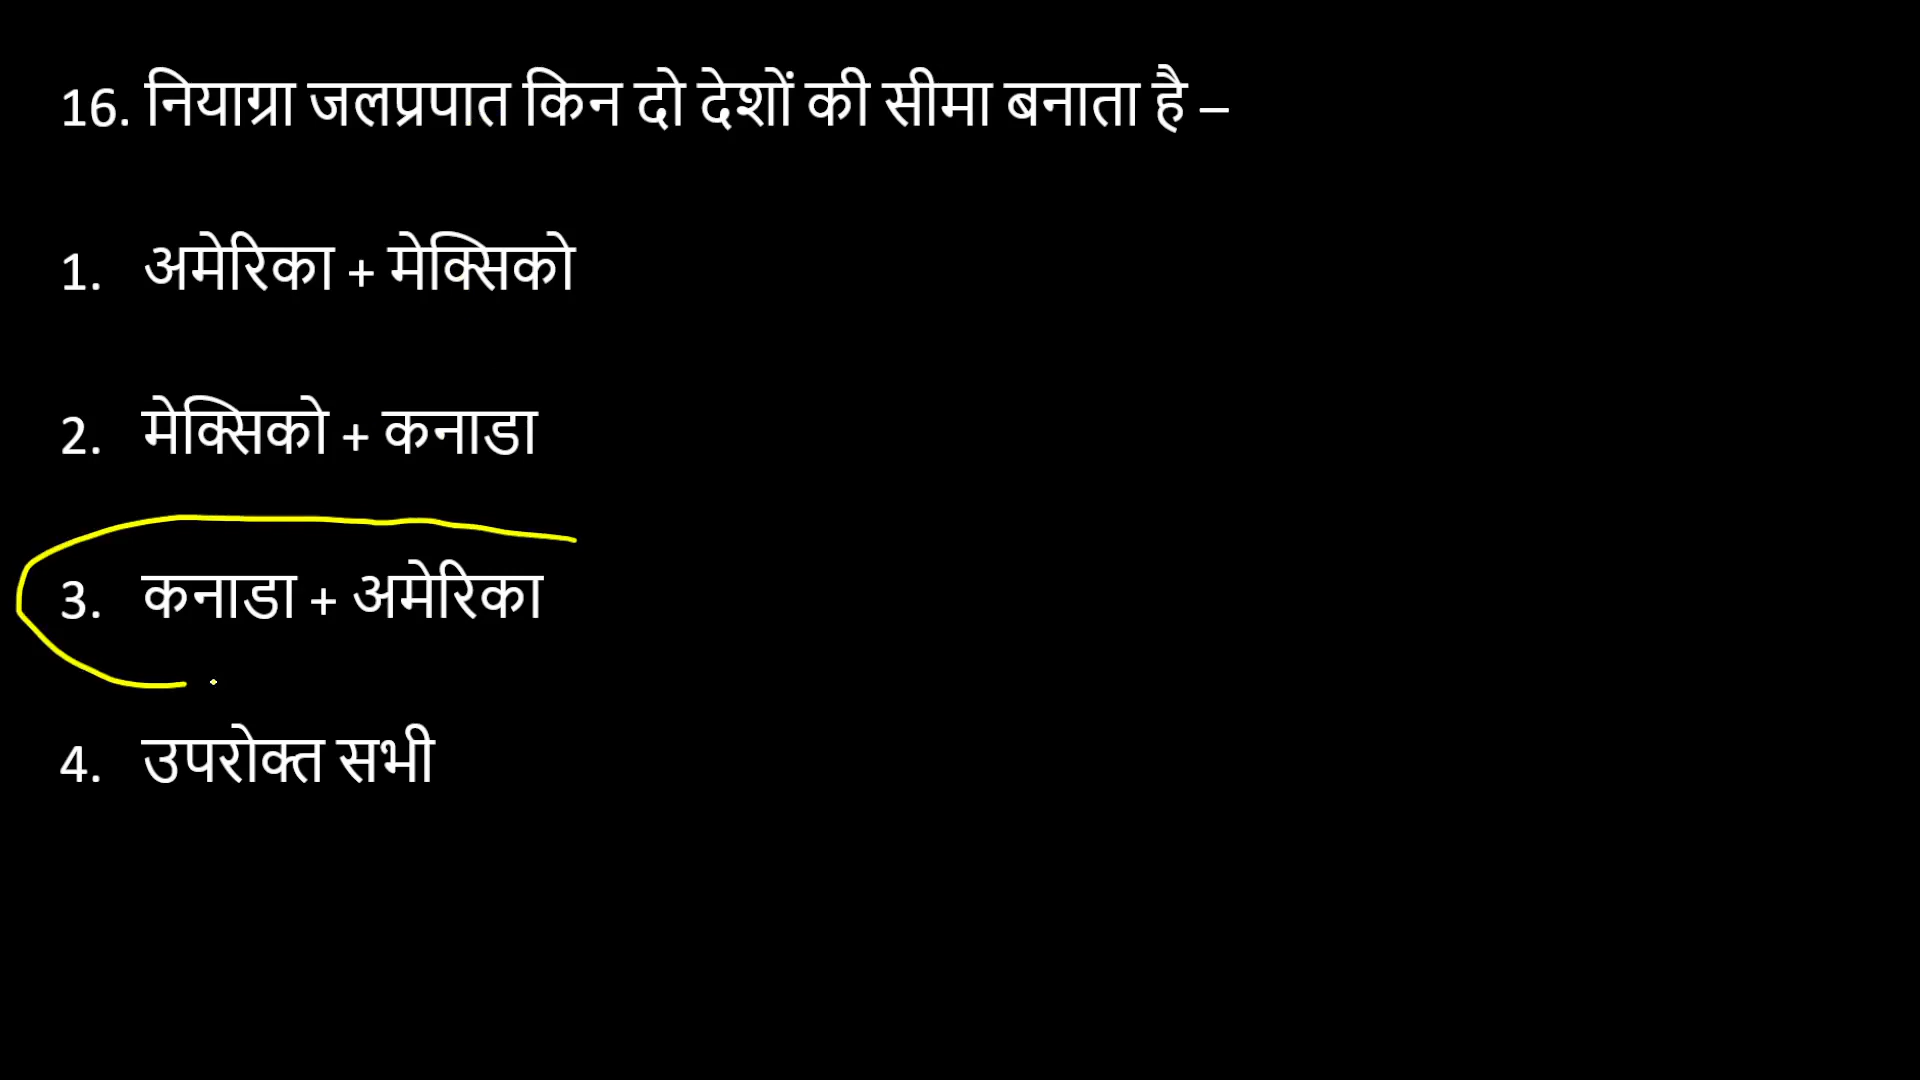 16. नियाग्रा जलप्रपात किन दो देशों की सीमा बनाता है –
1. अमेरिका + मेक्सिको
2. मेक्सिको + कनाडा
3. कनाडा + अमेरिका
4. उपरोक्त सभी